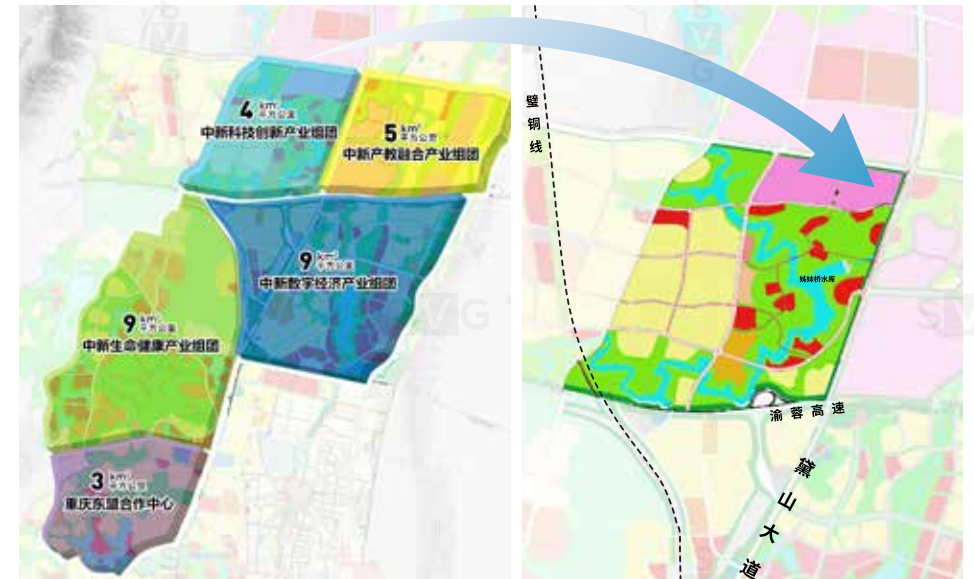 4 km² 平方公里
中新科技创新产业组团
5 km² 平方公里
中新产教融合产业组团
9 km² 平方公里
中新数字经济产业组团
9 km² 平方公里
中新生命健康产业组团
3 km² 平方公里
重庆东盟合作中心
璧铜线
姊妹桥水库
渝蓉高速
黛山大道
SVG